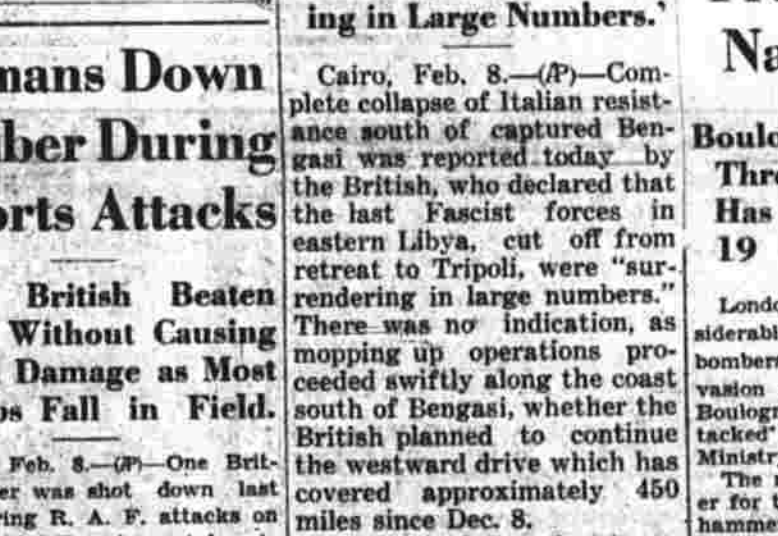 mans Down
ber During
orts Attacks
British Beaten
Without Causing
Damage as Most
os Fall in Field.
Feb. 8.—(AP)—One Brit-
er was shot down last
ring R. A. F. attacks on
ing in Large Numbers.'
Cairo, Feb. 8.—(AP)—Com-
plete collapse of Italian resist-
ance south of captured Ben-
gasi was reported today by
the British, who declared that
the last Fascist forces in
eastern Libya, cut off from
retreat to Tripoli, were "sur-
rendering in large numbers."
There was no indication, as
mopping up operations pro-
ceeded swiftly along the coast
south of Bengasi, whether the
British planned to continue
the westward drive which has
covered approximately 450
miles since Dec. 8.
Na
Boulo
Thre
Has
19
Lond
siderabl
bomber
vasion
Boulogn
tacked
Ministr
The
er for
hamme